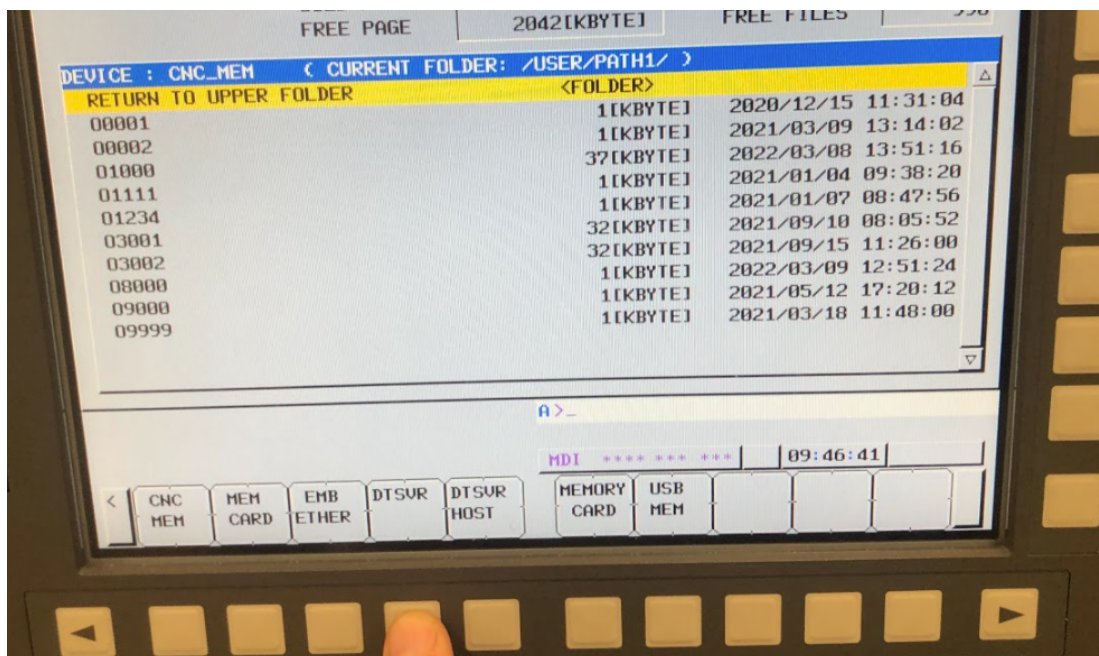 FREE PAGE 2042[KBYTE] FREE FILES
DEVICE : CNC_MEM ( CURRENT FOLDER: /USER/PATH1/ )
RETURN TO UPPER FOLDER <FOLDER>
O0001 1[KBYTE] 2020/12/15 11:31:04
O0002 1[KBYTE] 2021/03/09 13:14:02
O1000 37[KBYTE] 2022/03/08 13:51:16
O1111 1[KBYTE] 2021/01/04 09:38:20
O1234 1[KBYTE] 2021/01/07 08:47:56
O3001 32[KBYTE] 2021/09/10 08:05:52
O3002 32[KBYTE] 2021/09/15 11:26:00
O8000 1[KBYTE] 2022/03/09 12:51:24
O9000 1[KBYTE] 2021/05/12 17:20:12
O9999 1[KBYTE] 2021/03/18 11:48:00
A>_
MDI **** *** *** 09:46:41
< CNC MEM EMB DTSVR DTSVR MEMORY USB
MEM CARD ETHER HOST CARD MEM